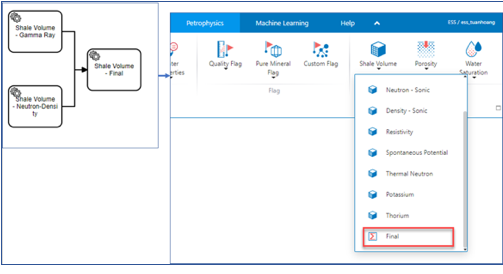 Shale Volume
- Gamma Ray
Shale Volume
- Final
Shale Volume
- Neutron-Densi
ty
Petrophysics
Machine Learning
Help
ESS / ess_tuanhoang
erties
Quality Flag
Pure Mineral
Flag
Custom Flag
Flag
Shale Volume
Porosity
Water
Saturation
Neutron - Sonic
Density - Sonic
Resistivity
Spontaneous Potential
Thermal Neutron
Potassium
Thorium
Final